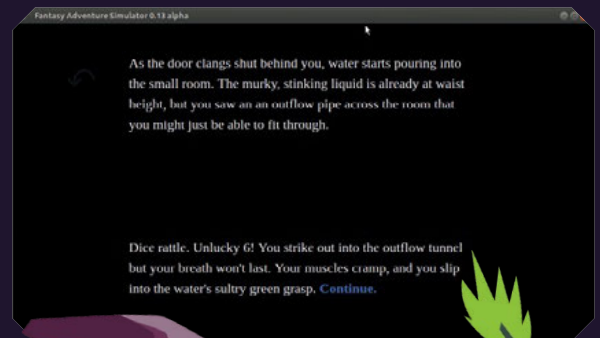 Fantasy Adventure Simulator 0.13 alpha
As the door clangs shut behind you, water starts pouring into
the small room. The murky, stinking liquid is already at waist
height, but you saw an an outflow pipe across the room that
you might just be able to fit through.
Dice rattle. Unlucky 6! You strike out into the outflow tunnel
but your breath won't last. Your muscles cramp, and you slip
into the water's sultry green grasp. Continue.